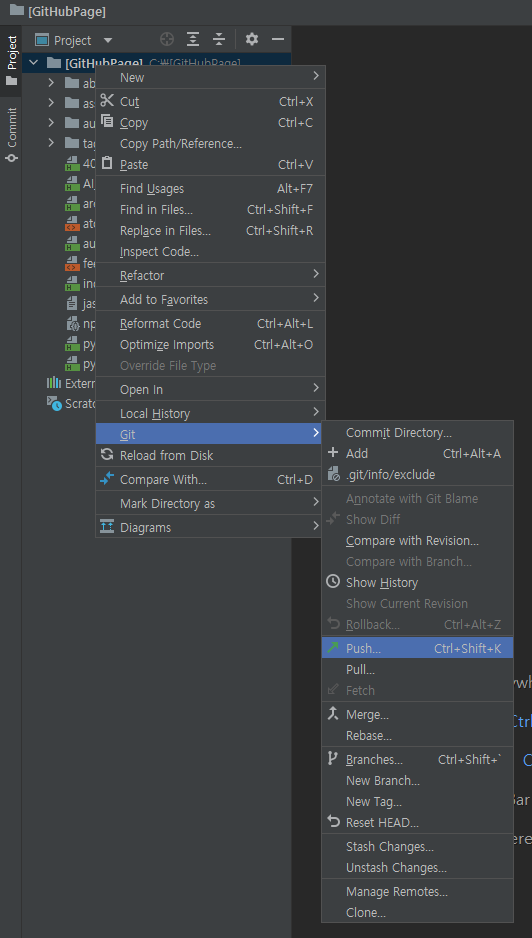 [GitHubPage]
Project
Project
Commit
[GitHubPage] C:₩[GitHubPage]
ab
ass
au
tag
40
AI
ar
ato
au
fee
inc
jas
np
py
py
Extern
Scratc
New
Cut Ctrl+X
Copy Ctrl+C
Copy Path/Reference...
Paste Ctrl+V
Find Usages Alt+F7
Find in Files... Ctrl+Shift+F
Replace in Files... Ctrl+Shift+R
Inspect Code...
Refactor
Add to Favorites
Reformat Code Ctrl+Alt+L
Optimize Imports Ctrl+Alt+O
Override File Type
Open In
Local History
Git
Reload from Disk
Compare With... Ctrl+D
Mark Directory as
Diagrams
Commit Directory...
Add Ctrl+Alt+A
.git/info/exclude
Annotate with Git Blame
Show Diff
Compare with Revision...
Compare with Branch...
Show History
Show Current Revision
Rollback... Ctrl+Alt+Z
Push... Ctrl+Shift+K
Pull...
Fetch
Merge...
Rebase...
Branches... Ctrl+Shift+`
New Branch...
New Tag...
Reset HEAD...
Stash Changes...
Unstash Changes...
Manage Remotes...
Clone...
ywh
Ctrl
C
Bar
ere